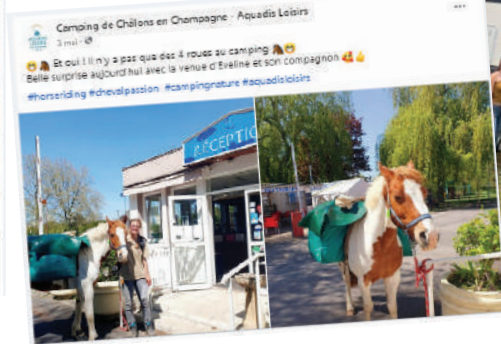 Camping de Châlons en Champagne - Aquadis Loisirs
3 mai
Et oui ! Il n'y a pas que des 4 roues au camping
Belle surprise aujourd'hui avec la venue d'Eveline et son compagnon
#horseriding #chevalpassion #campingnature #aquadisloisirs
RÉCEPTIO